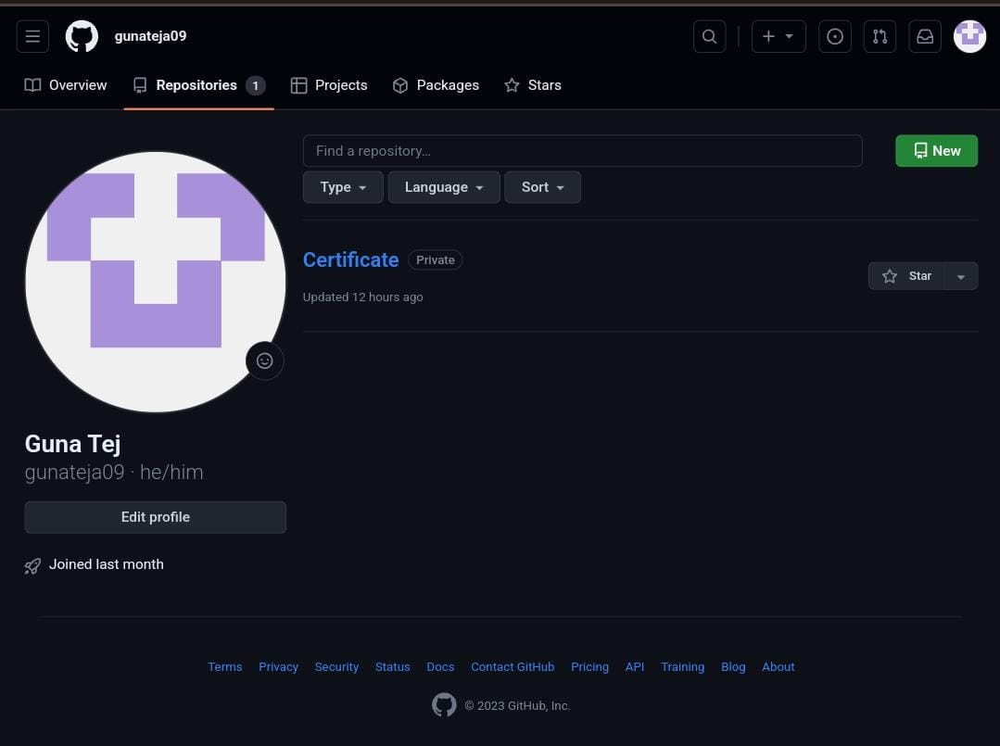 gunateja09
Overview
Repositories 1
Projects
Packages
Stars
Find a repository...
New
Type
Language
Sort
Certificate
Private
Updated 12 hours ago
Star
Guna Tej
gunateja09 · he/him
Edit profile
Joined last month
Terms Privacy Security Status Docs Contact GitHub Pricing API Training Blog About
© 2023 GitHub, Inc.